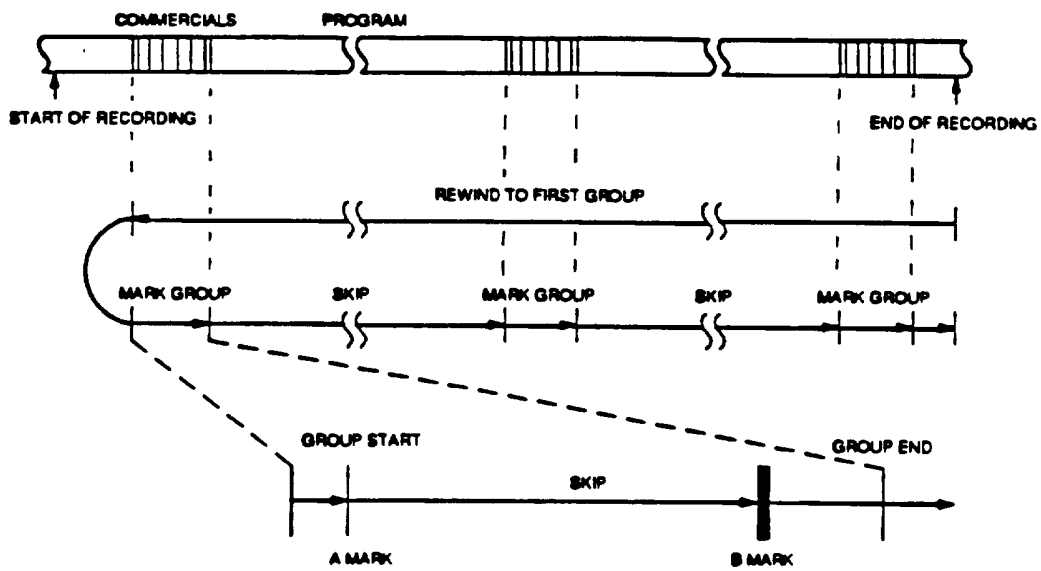 COMMERCIALS PROGRAM
START OF RECORDING
END OF RECORDING
REWIND TO FIRST GROUP
MARK GROUP SKIP MARK GROUP SKIP MARK GROUP
GROUP START
GROUP END
SKIP
A MARK B MARK